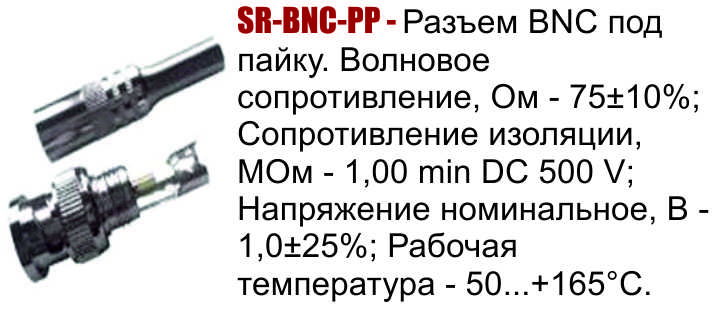 SR-BNC-PP - Разъем BNC под
пайку. Волновое
сопротивление, Ом - 75±10%;
Сопротивление изоляции,
МОм - 1,00 min DC 500 V;
Напряжение номинальное, В -
1,0±25%; Рабочая
температура - 50...+165°C.